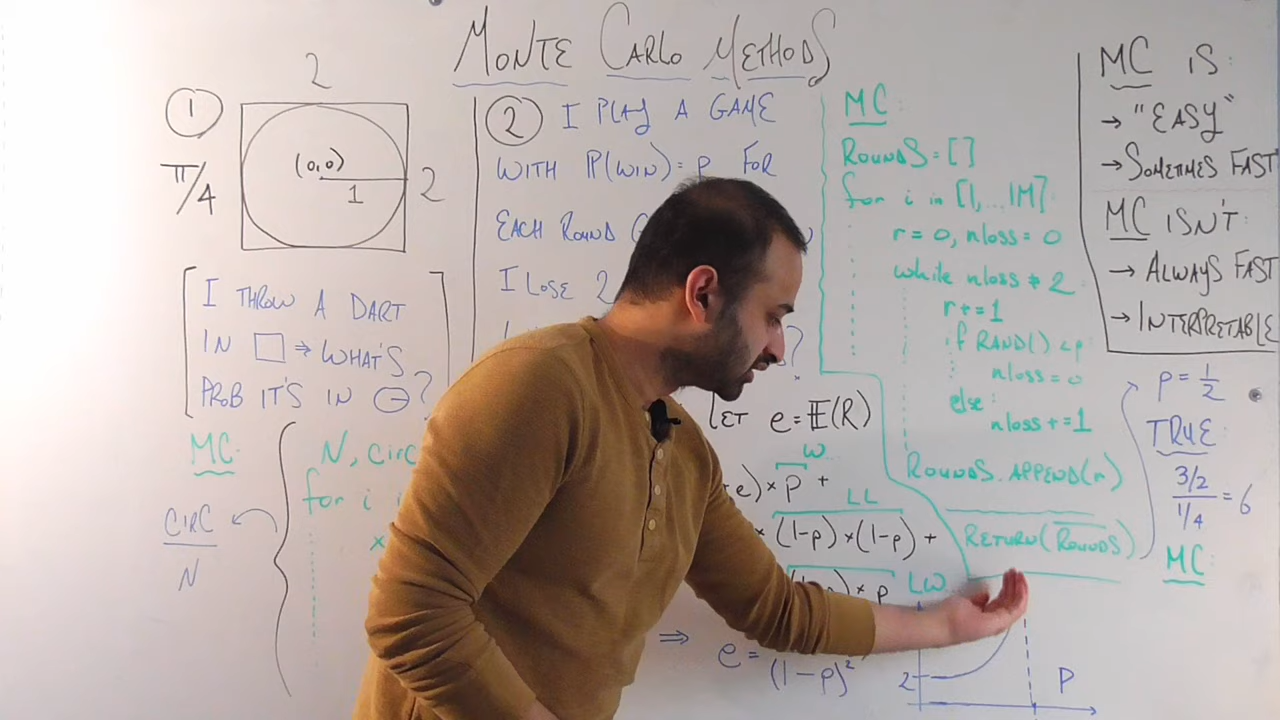 MONTE CARLO METHODS
1
2
π/4
(0,0)
1
2
[I THROW A DART
IN □ → WHAT'S
PROB IT'S IN ⊖?]
MC:
N, CIRC
for i i
CIRC
N
2 I PLAY A GAME
WITH P(WIN) = P FOR
EACH ROUND
I LOSE 2
?
LET e = E(R)
W
e) × P +
LL
× (1-p) × (1-p) +
× p LW
⇒ e =
(1-p)²
2
P
MC:
ROUNDS = []
for i in [1,...1M]:
r = 0, nloss = 0
while nloss ≠ 2:
r += 1
if RAND() < p:
nloss = 0
else:
nloss += 1
ROUNDS.APPEND(r)
RETURN(ROUNDS)
MC IS:
→ "EASY"
→ SOMETIMES FAST
MC ISN'T:
→ ALWAYS FAST
→ INTERPRETABLE
p = 1/2
TRUE:
3/2
1/4 = 6
MC: